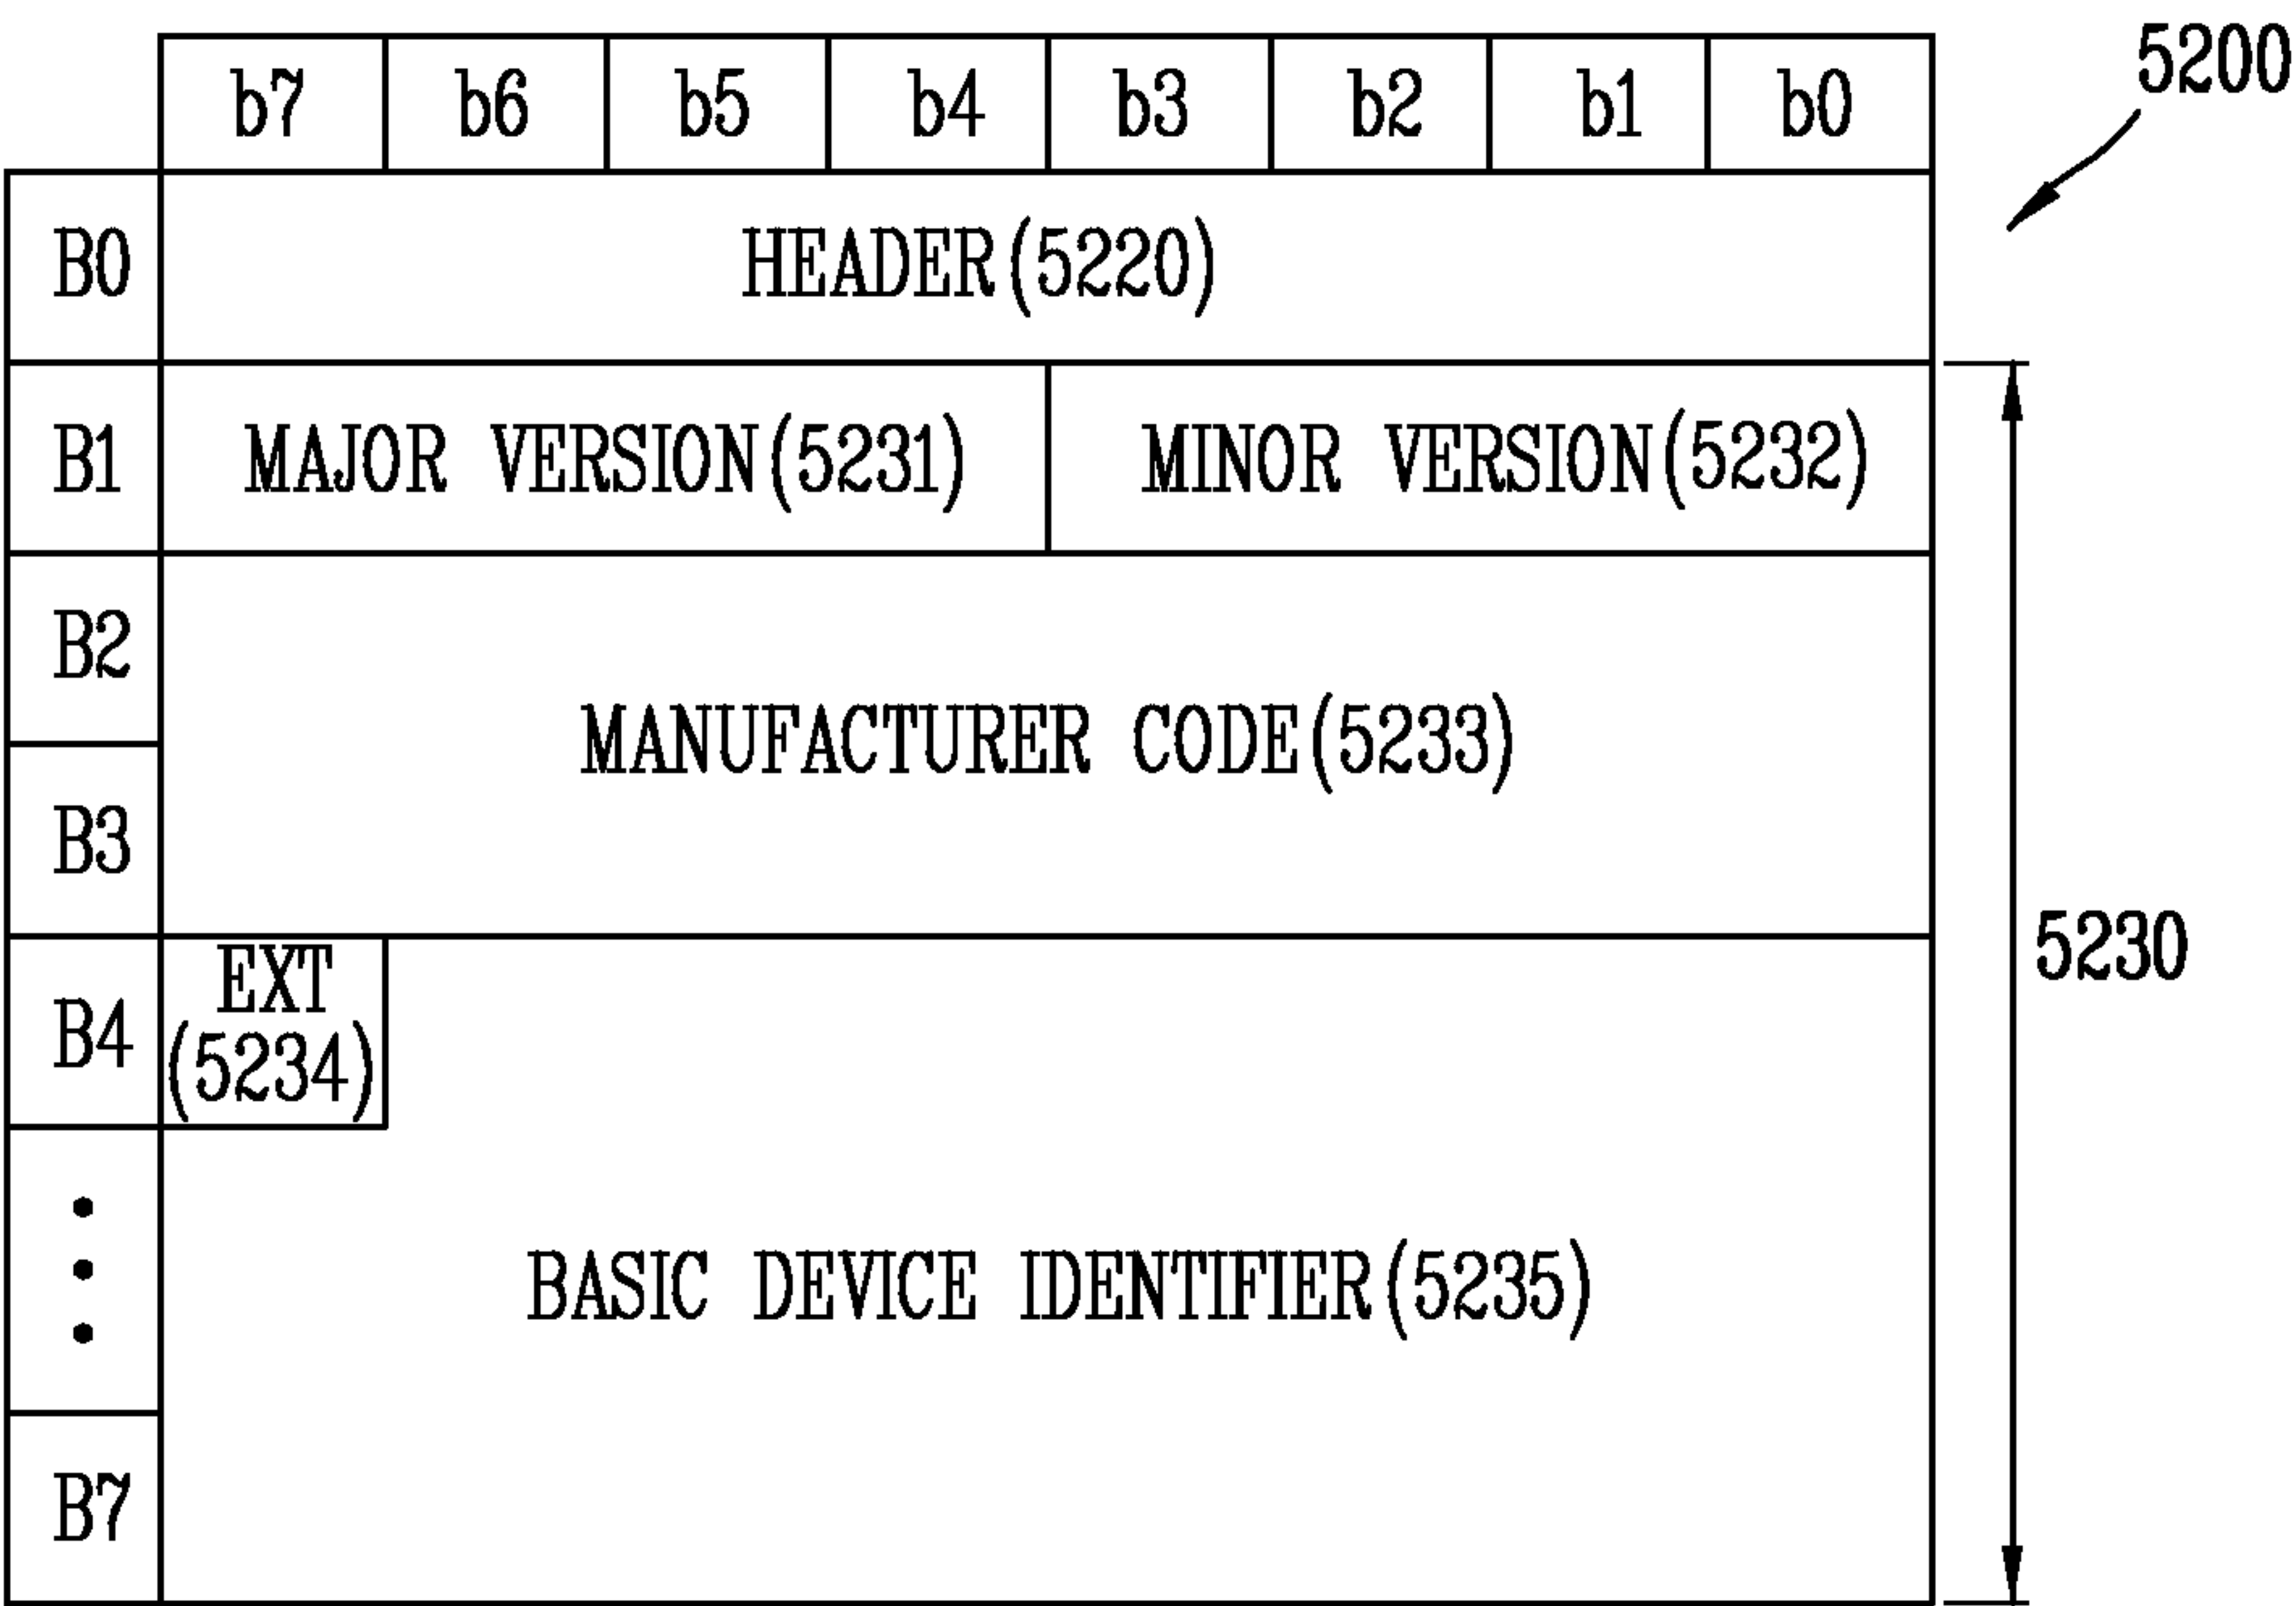 5200
b7 b6 b5 b4 b3 b2 b1 b0
B0 HEADER(5220)
B1 MAJOR VERSION(5231) MINOR VERSION(5232)
B2
MANUFACTURER CODE(5233)
B3
5230
B4 EXT
(5234)
BASIC DEVICE IDENTIFIER(5235)
B7